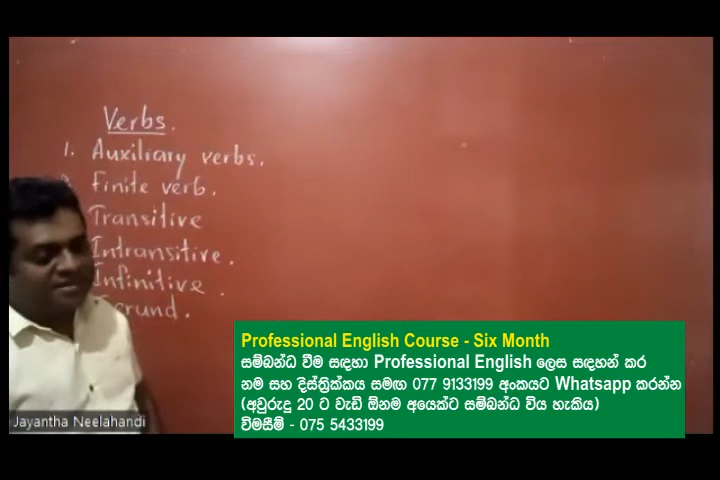 Verbs.
1. Auxiliary verbs.
Finite verb.
Transitive
Intransitive.
Infinitive.
Gerund.
Jayantha Neelahandi
Professional English Course - Six Month
සම්බන්ධ වීම සඳහා Professional English ලෙස සඳහන් කර
නම සහ දිස්ත්‍රික්කය සමඟ 077 9133199 අංකයට Whatsapp කරන්න
(අවුරුදු 20 ට වැඩි ඕනම අයෙක්ට සම්බන්ධ විය හැකිය)
විමසීම් - 075 5433199